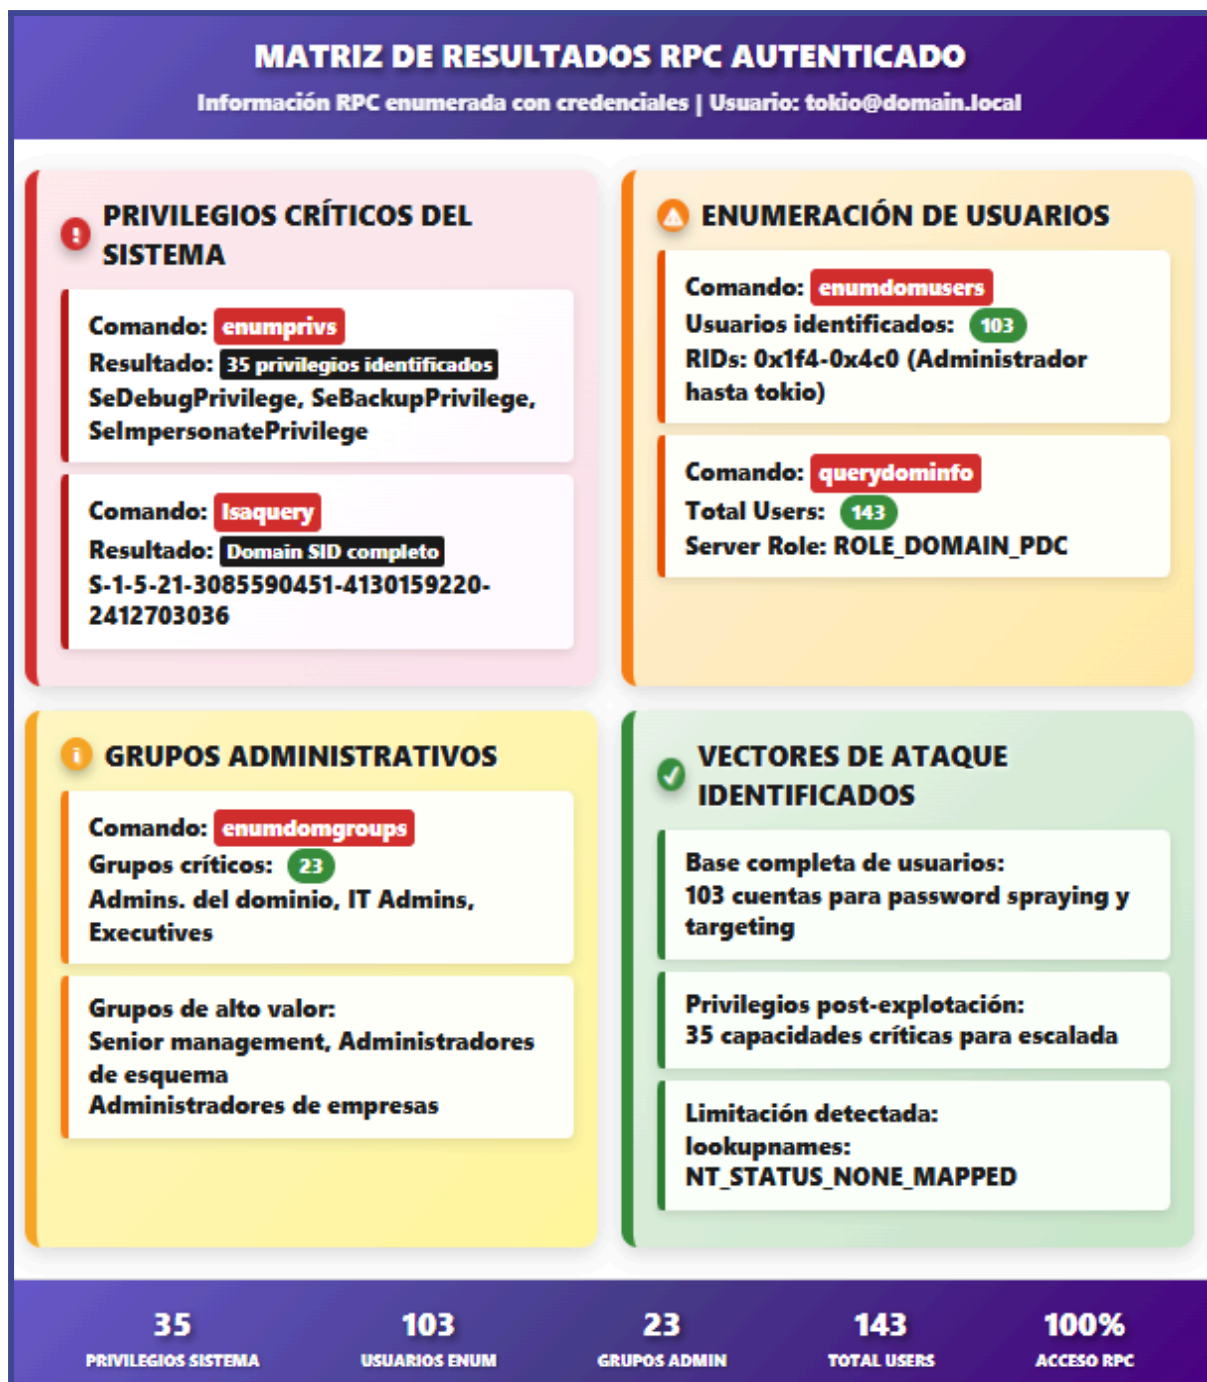 MATRIZ DE RESULTADOS RPC AUTENTICADO
Información RPC enumerada con credenciales | Usuario: tokio@domain.local
PRIVILEGIOS CRÍTICOS DEL
SISTEMA
Comando: enumprivs
Resultado: 35 privilegios identificados
SeDebugPrivilege, SeBackupPrivilege,
SeImpersonatePrivilege
Comando: lsaquery
Resultado: Domain SID completo
S-1-5-21-3085590451-4130159220-
2412703036
ENUMERACIÓN DE USUARIOS
Comando: enumdomusers
Usuarios identificados: 103
RIDs: 0x1f4-0x4c0 (Administrador
hasta tokio)
Comando: querydominfo
Total Users: 143
Server Role: ROLE_DOMAIN_PDC
GRUPOS ADMINISTRATIVOS
Comando: enumdomgroups
Grupos críticos: 23
Admins. del dominio, IT Admins,
Executives
Grupos de alto valor:
Senior management, Administradores
de esquema
Administradores de empresas
VECTORES DE ATAQUE
IDENTIFICADOS
Base completa de usuarios:
103 cuentas para password spraying y
targeting
Privilegios post-explotación:
35 capacidades críticas para escalada
Limitación detectada:
lookupnames:
NT_STATUS_NONE_MAPPED
35
PRIVILEGIOS SISTEMA
103
USUARIOS ENUM
23
GRUPOS ADMIN
143
TOTAL USERS
100%
ACCESO RPC